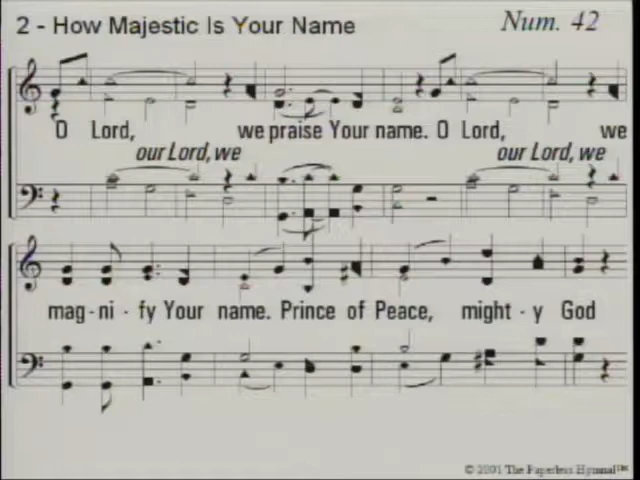 2 - How Majestic Is Your Name
Num. 42
O Lord, we praise Your name. O Lord, we
our Lord, we our Lord, we
mag - ni - fy Your name. Prince of Peace, might - y God
© 2001 The Paperless Hymnal™